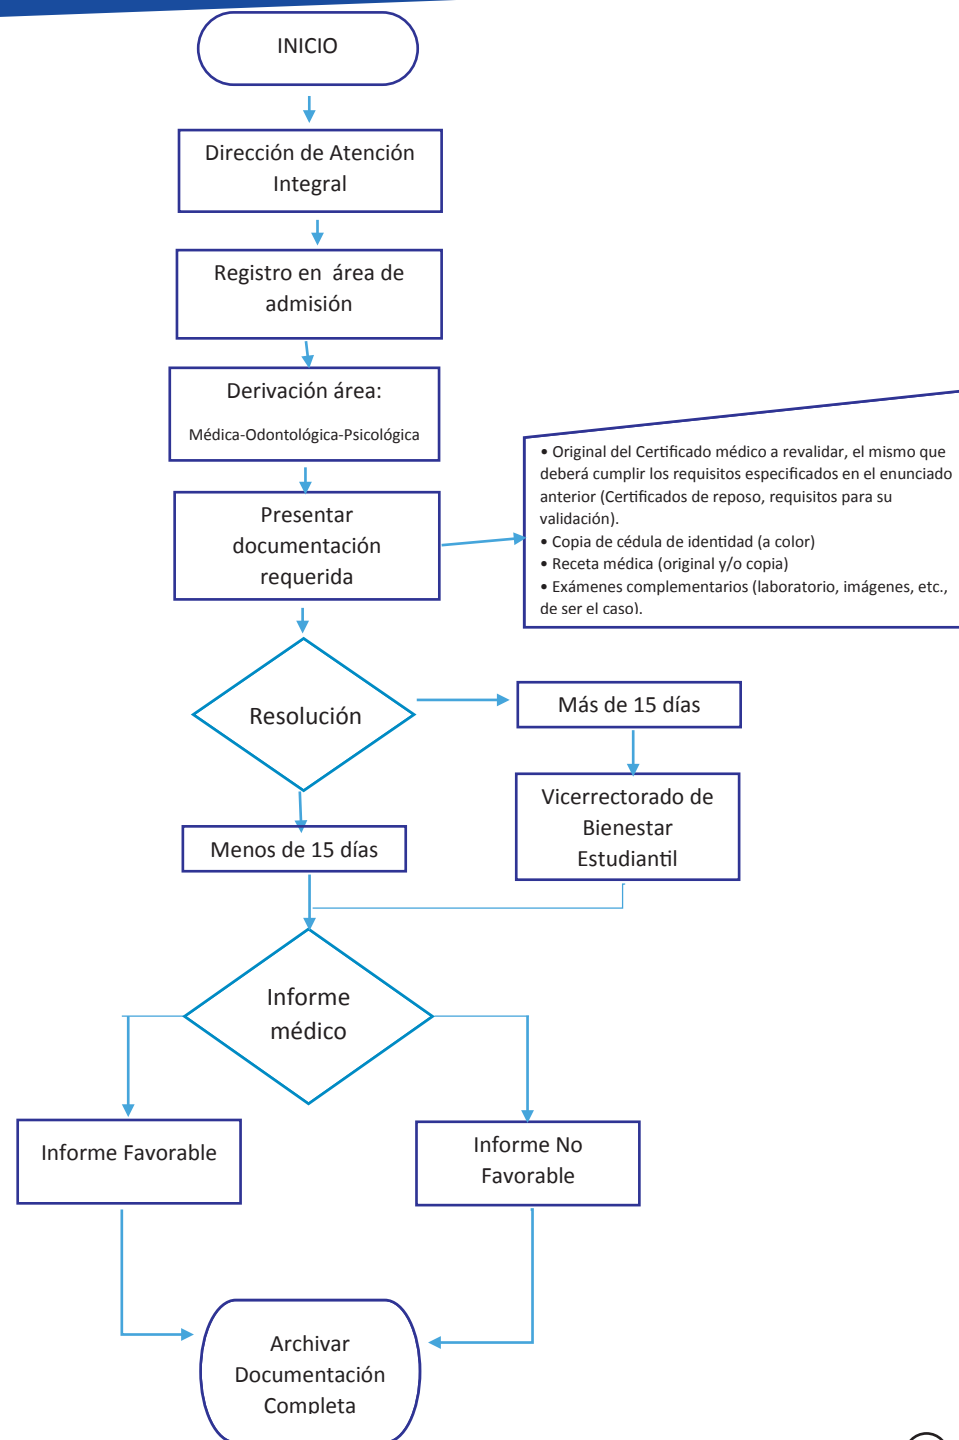 INICIO
Dirección de Atención
Integral
Registro en área de
admisión
Derivación área:
Médica-Odontológica-Psicológica
Presentar
documentación
requerida
• Original del Certificado médico a revalidar, el mismo que
deberá cumplir los requisitos especificados en el enunciado
anterior (Certificados de reposo, requisitos para su
validación).
• Copia de cédula de identidad (a color)
• Receta médica (original y/o copia)
• Exámenes complementarios (laboratorio, imágenes, etc.,
de ser el caso).
Resolución
Más de 15 días
Vicerrectorado de
Bienestar
Estudiantil
Menos de 15 días
Informe
médico
Informe Favorable
Informe No
Favorable
Archivar
Documentación
Completa